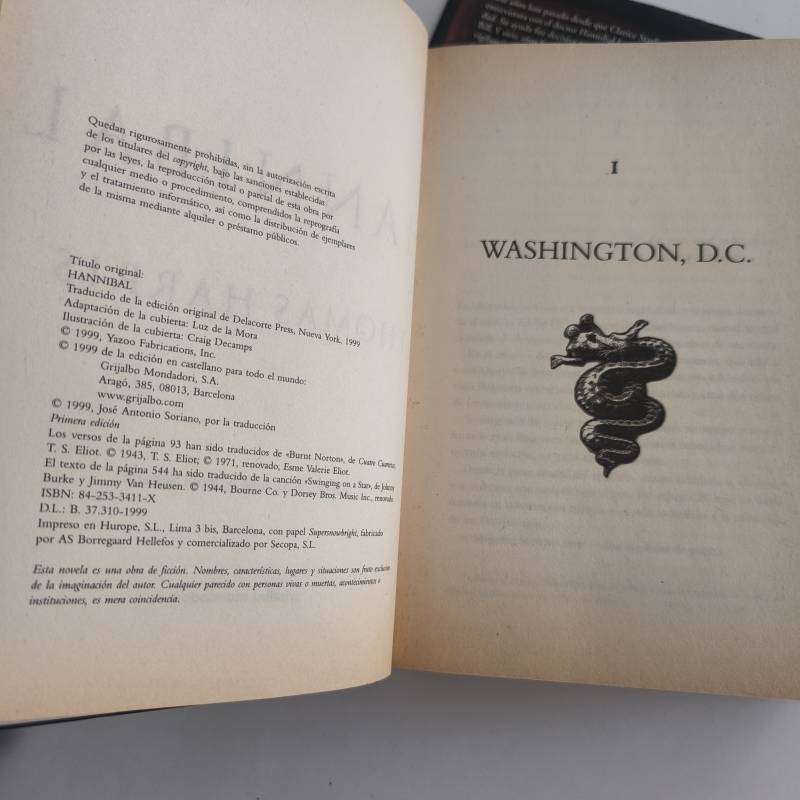 Quedan rigurosamente prohibidas, sin la autorización escrita
de los titulares del copyright, bajo las sanciones establecidas
por las leyes, la reproducción total o parcial de esta obra por
cualquier medio o procedimiento, comprendidos la reprografía
y el tratamiento informático, así como la distribución de ejemplares
de la misma mediante alquiler o préstamo públicos.
Título original:
HANNIBAL
Traducido de la edición original de Delacorte Press, Nueva York, 1999
Adaptación de la cubierta: Luz de la Mora
Ilustración de la cubierta: Craig Decamps
© 1999, Yazoo Fabrications, Inc.
© 1999 de la edición en castellano para todo el mundo:
Grijalbo Mondadori, S.A.
Aragó, 385, 08013, Barcelona
www.grijalbo.com
© 1999, José Antonio Soriano, por la traducción
Primera edición
Los versos de la página 93 han sido traducidos de «Burnt Norton», de Cuatro Cuartetos,
T. S. Eliot. © 1943, T. S. Eliot; © 1971, renovado, Esme Valerie Eliot.
El texto de la página 544 ha sido traducido de la canción «Swinging on a Star», de Johnny
Burke y Jimmy Van Heusen. © 1944, Bourne Co. y Dorsey Bros. Music Inc., renovado
ISBN: 84-253-3411-X
D.L.: B. 37.310-1999
Impreso en Hurope, S.L., Lima 3 bis, Barcelona, con papel Supersnowbright, fabricado
por AS Borregaard Hellefos y comercializado por Secopa, S.L.
Esta novela es una obra de ficción. Nombres, características, lugares y situaciones son fruto exclusivo
de la imaginación del autor. Cualquier parecido con personas vivas o muertas, acontecimientos o
instituciones, es mera coincidencia.
años han pasado desde que Clarice
con el doctor Hannibal
I
WASHINGTON, D.C.